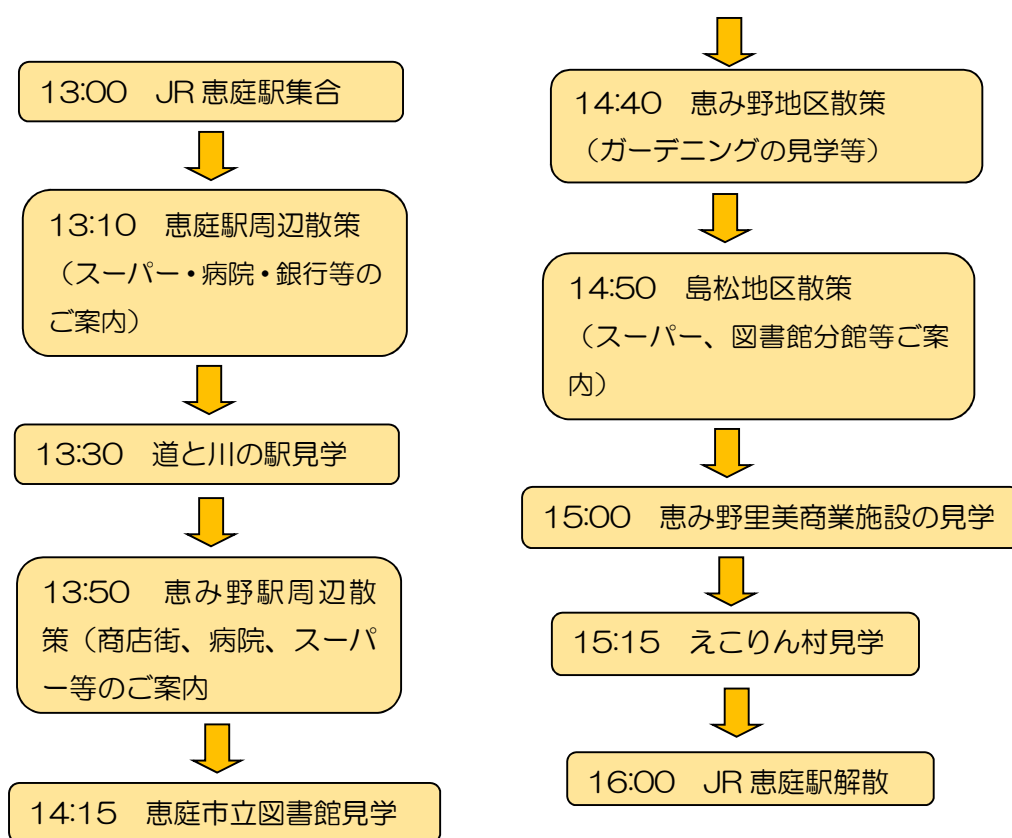 13:00 JR恵庭駅集合
13:10 恵庭駅周辺散策
（スーパー・病院・銀行等の
ご案内）
13:30 道と川の駅見学
13:50 恵み野駅周辺散
策（商店街、病院、スーパ
ー等のご案内
14:15 恵庭市立図書館見学
14:40 恵み野地区散策
（ガーデニングの見学等）
14:50 島松地区散策
（スーパー、図書館分館等ご案
内）
15:00 恵み野里美商業施設の見学
15:15 えこりん村見学
16:00 JR恵庭駅解散